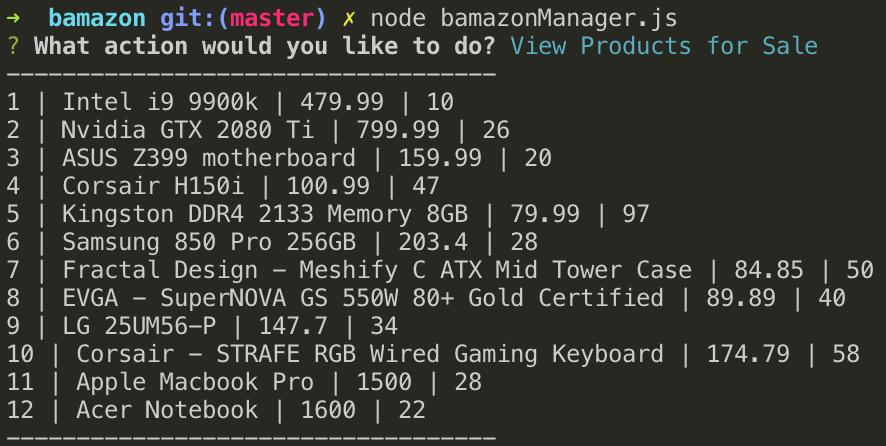 ➜  bamazon git:(master) ✗ node bamazonManager.js
? What action would you like to do? View Products for Sale
-----------------------------------
1 | Intel i9 9900k | 479.99 | 10
2 | Nvidia GTX 2080 Ti | 799.99 | 26
3 | ASUS Z399 motherboard | 159.99 | 20
4 | Corsair H150i | 100.99 | 47
5 | Kingston DDR4 2133 Memory 8GB | 79.99 | 97
6 | Samsung 850 Pro 256GB | 203.4 | 28
7 | Fractal Design - Meshify C ATX Mid Tower Case | 84.85 | 50
8 | EVGA - SuperNOVA GS 550W 80+ Gold Certified | 89.89 | 40
9 | LG 25UM56-P | 147.7 | 34
10 | Corsair - STRAFE RGB Wired Gaming Keyboard | 174.79 | 58
11 | Apple Macbook Pro | 1500 | 28
12 | Acer Notebook | 1600 | 22
-----------------------------------